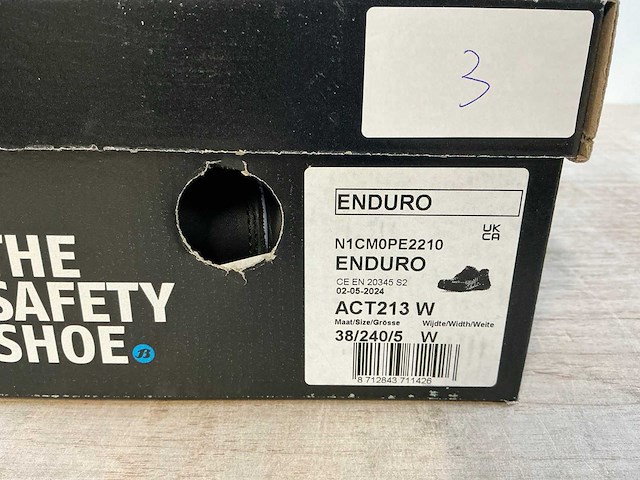 3
ENDURO
N1CM0PE2210
UK
CA
ENDURO
CE EN 20345 S2
02-05-2024
ACT213 W
Maat/Size/Grösse Wijdte/Width/Weite
38/240/5 W
8 712843 711426
THE
SAFETY
SHOE.
B